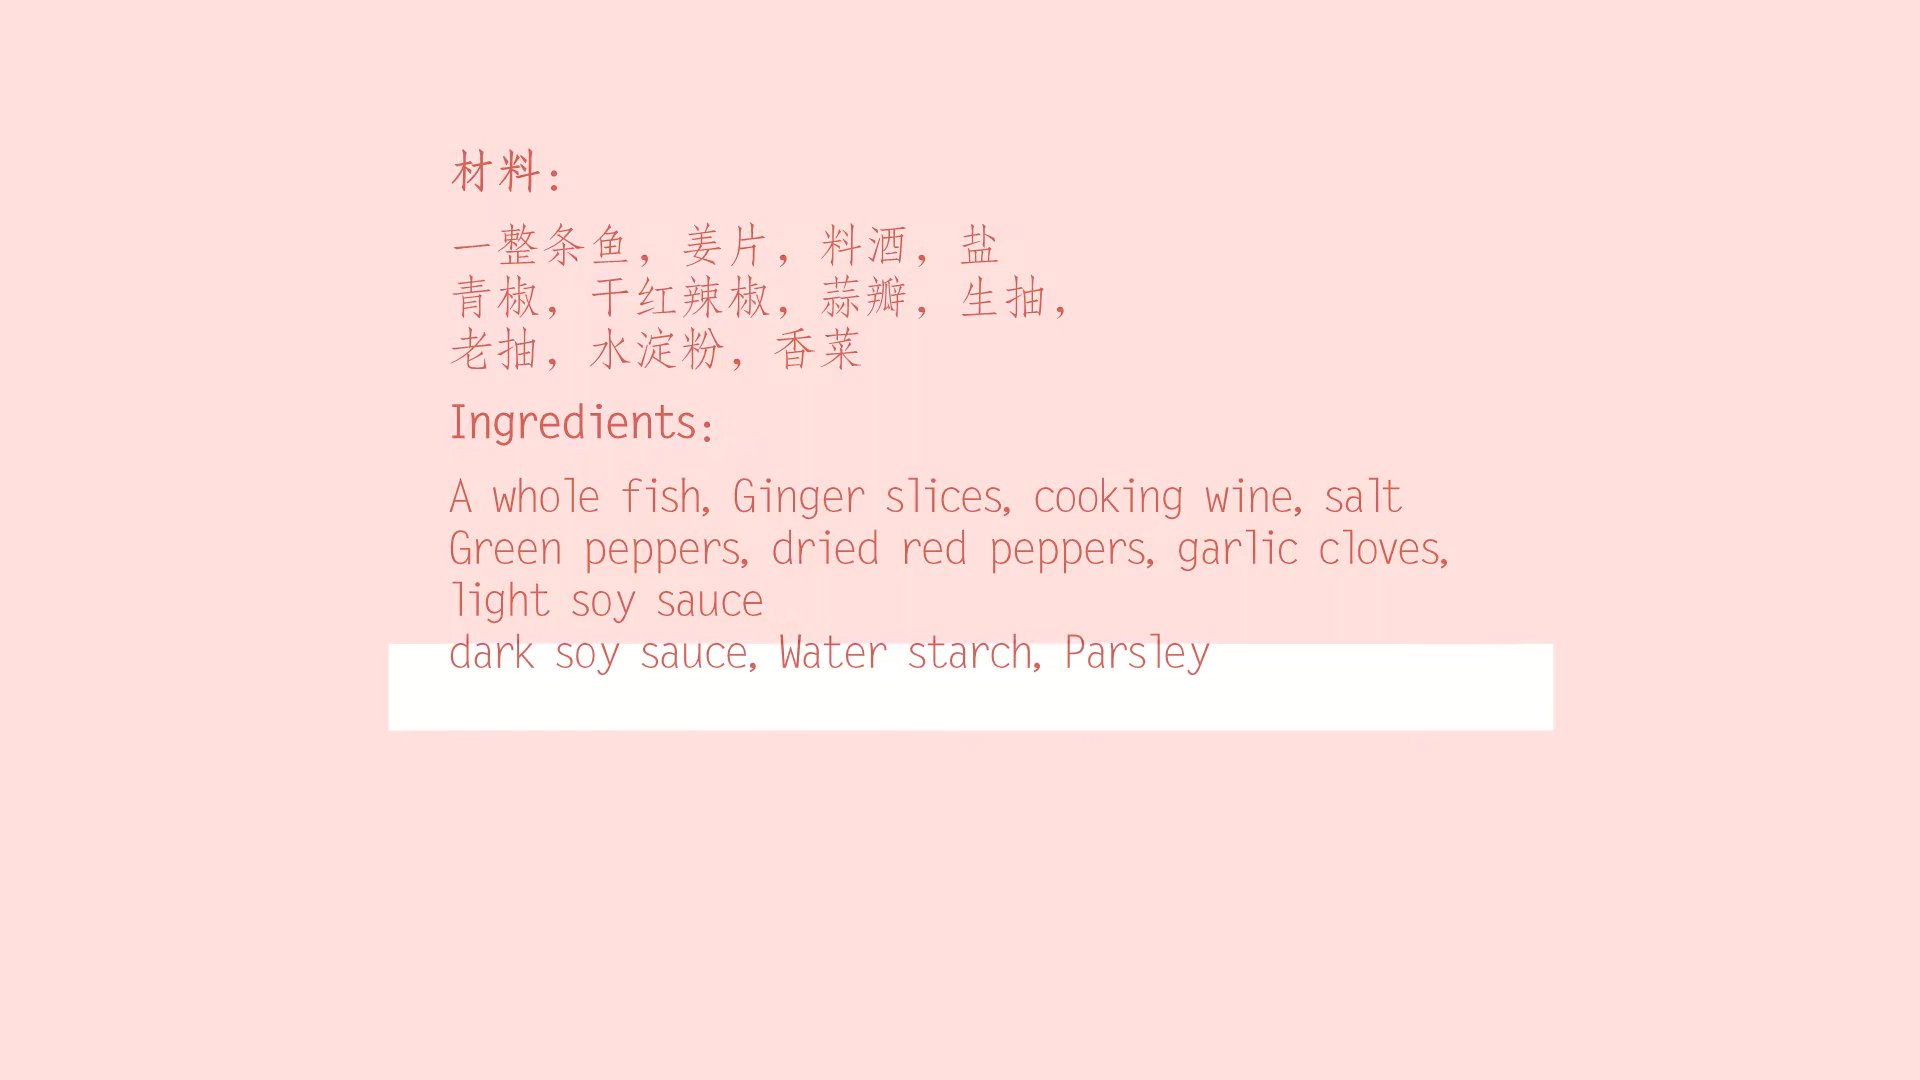 材料：
一整条鱼，姜片，料酒，盐
青椒，干红辣椒，蒜瓣，生抽，
老抽，水淀粉，香菜
Ingredients:
A whole fish, Ginger slices, cooking wine, salt
Green peppers, dried red peppers, garlic cloves,
light soy sauce
dark soy sauce, Water starch, Parsley